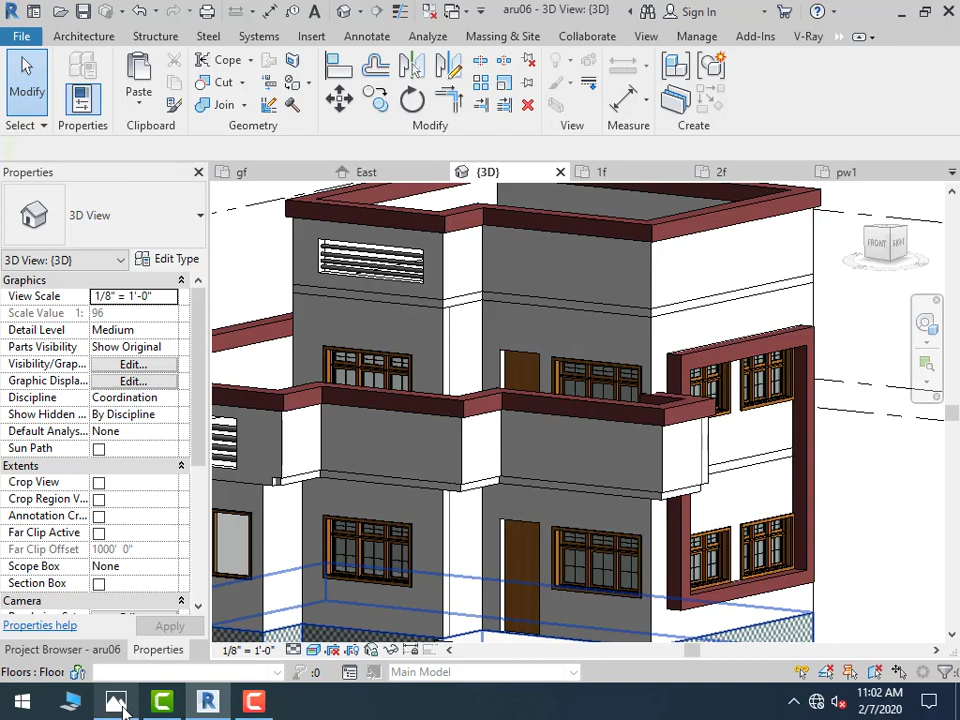 aru06 - 3D View: {3D}
Sign In
File
Architecture
Structure
Steel
Systems
Insert
Annotate
Analyze
Massing & Site
Collaborate
View
Manage
Add-Ins
V-Ray
Modify
Properties
Paste
Cope
Cut
Join
Select
Properties
Clipboard
Geometry
Modify
View
Measure
Create
Properties
gf
East
{3D}
1f
2f
pw1
3D View
3D View: {3D}
Edit Type
Graphics
View Scale 1/8" = 1'-0"
Scale Value 1: 96
Detail Level Medium
Parts Visibility Show Original
Visibility/Grap... Edit...
Graphic Displa... Edit...
Discipline Coordination
Show Hidden ... By Discipline
Default Analys... None
Sun Path
Extents
Crop View
Crop Region V...
Annotation Cr...
Far Clip Active
Far Clip Offset 1000' 0"
Scope Box None
Section Box
Camera
Properties help
Apply
Project Browser - aru06
Properties
FRONT
1/8" = 1'-0"
Floors : Floor
:0
Main Model
11:02 AM
2/7/2020